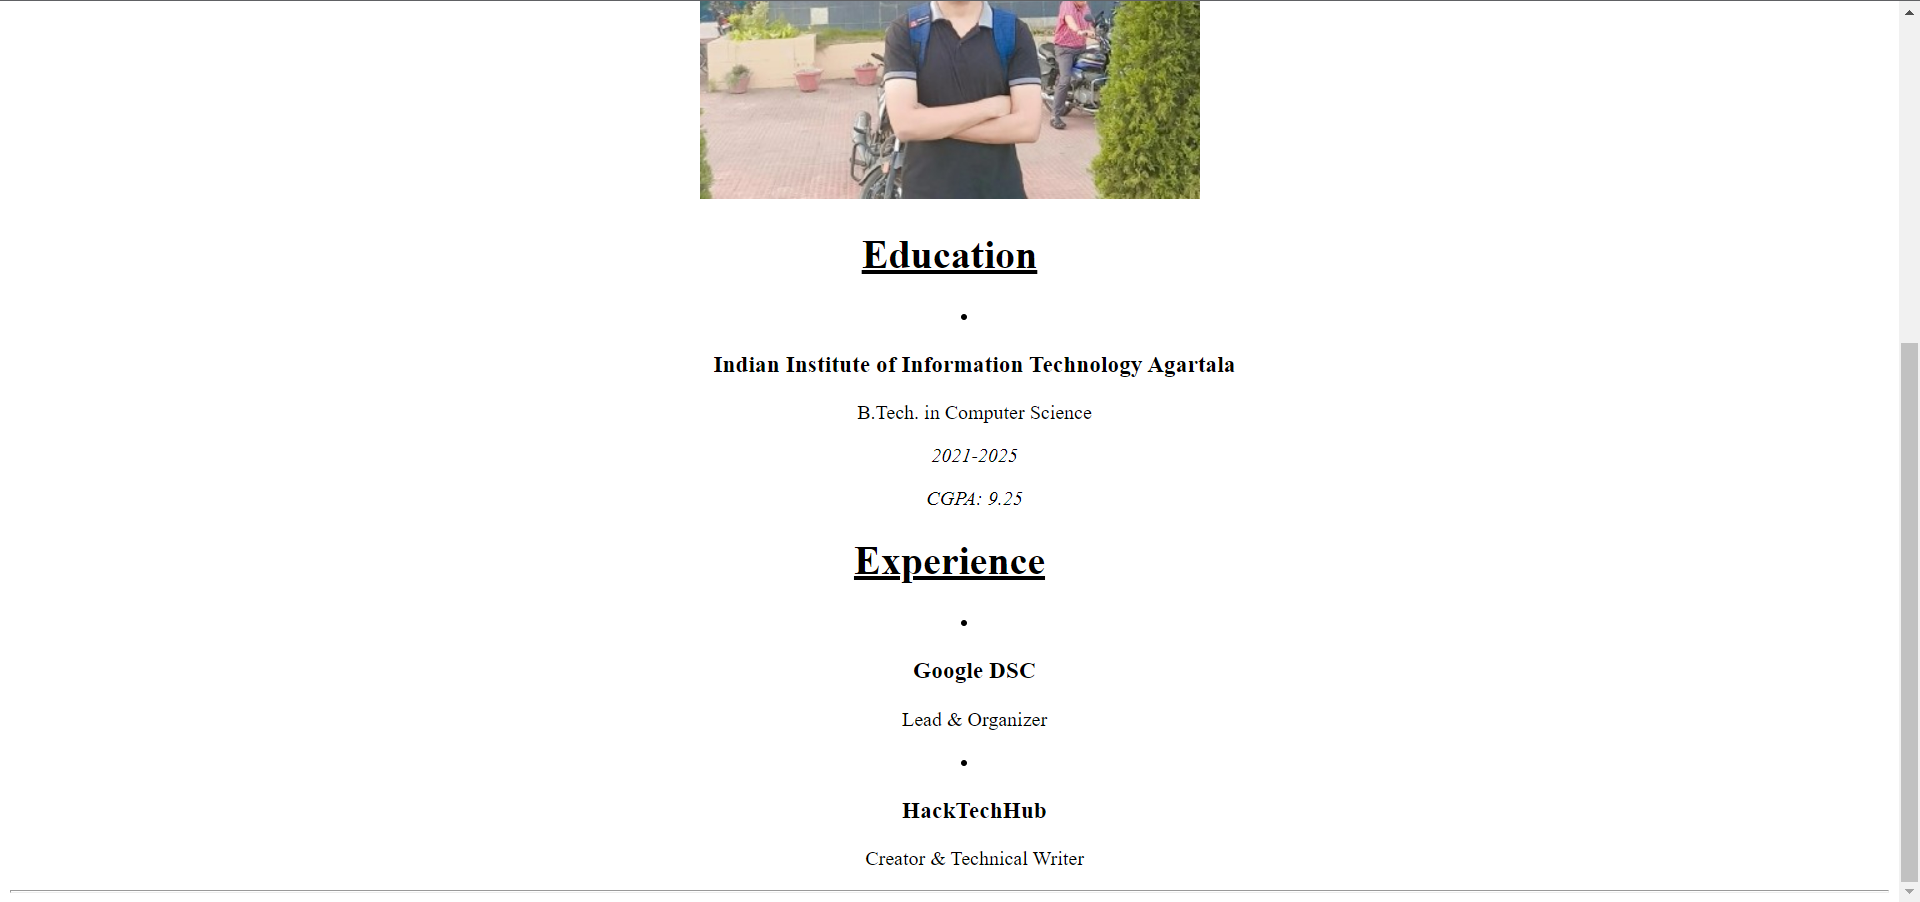 Education
•
Indian Institute of Information Technology Agartala
B.Tech. in Computer Science
2021-2025
CGPA: 9.25
Experience
•
Google DSC
Lead & Organizer
•
HackTechHub
Creator & Technical Writer